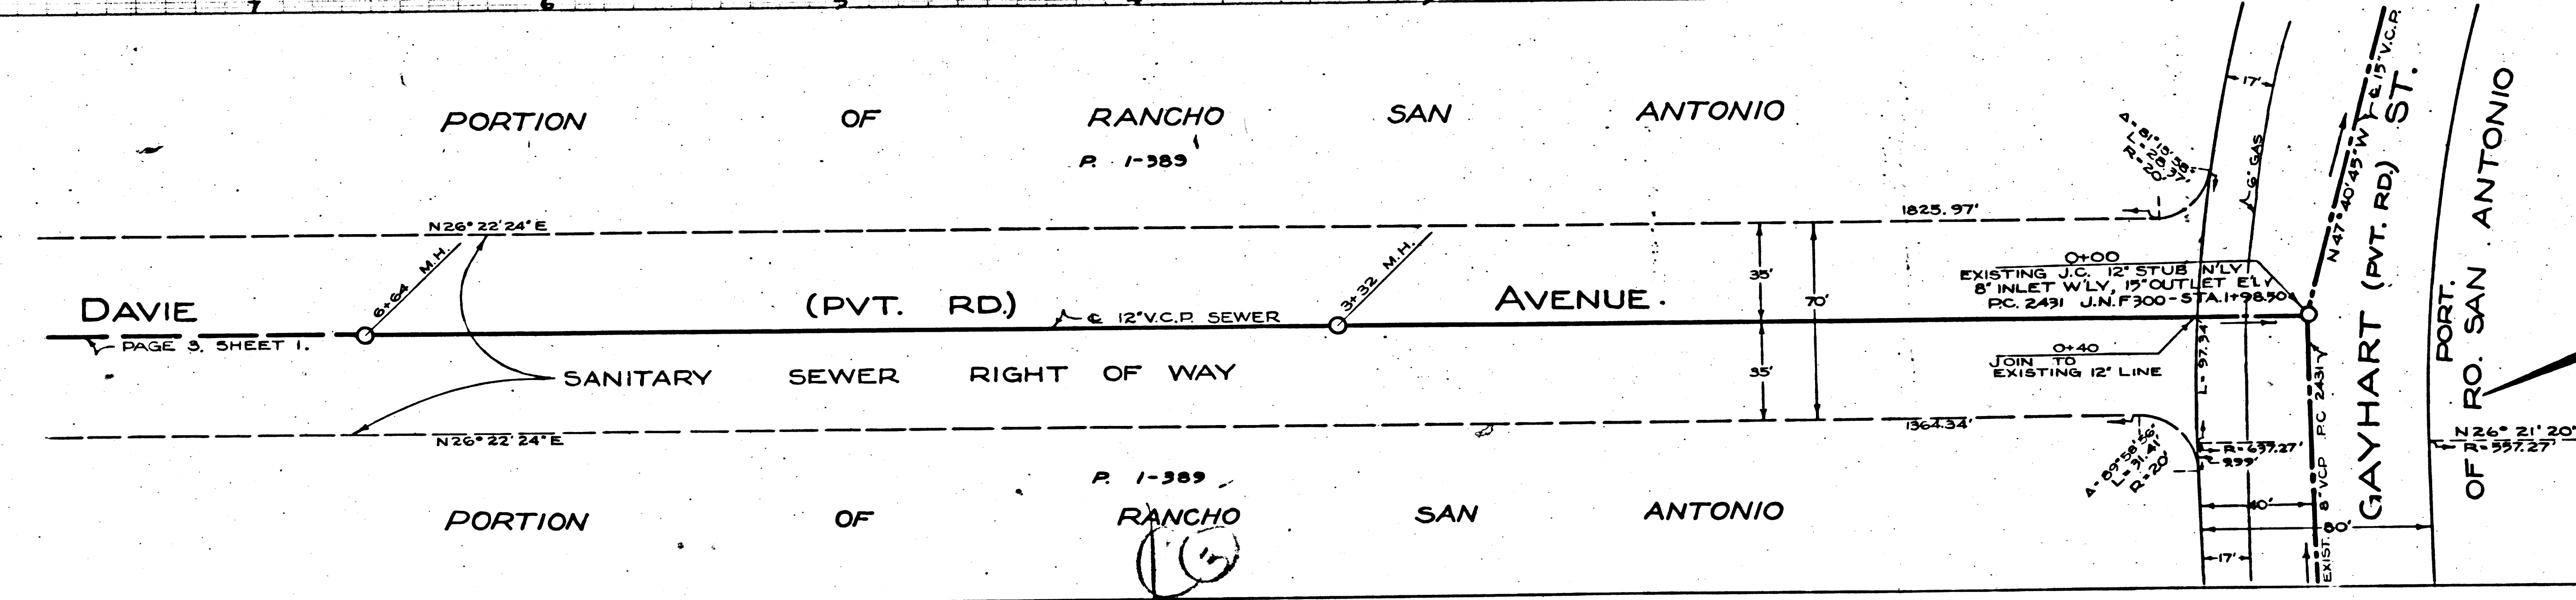 7 6 5
PORTION OF RANCHO SAN ANTONIO
P. 1-389
N26°22'24"E
1825.97'
Δ=81°15'58"
L=28.37'
R=20'
17'
6" GAS
N47°40'45"W
℄ 15" V.C.P.
GAYHART (PVT. RD.) ST.
PORT.
OF RO. SAN ANTONIO
6+64 M.H.
3+32 M.H.
35'
70'
0+00
EXISTING J.C. 12" STUB N'LY
8" INLET W'LY, 15" OUTLET E'LY
P.C. 2431 J.N.F300-STA.1+98.50
DAVIE (PVT. RD.) AVENUE.
℄ 12" V.C.P. SEWER
PAGE 3, SHEET 1.
0+40
JOIN TO
EXISTING 12" LINE
L=97.34'
SANITARY SEWER RIGHT OF WAY
35'
N26°22'24"E
1364.34'
Δ=89°58'56"
L=31.41'
R=20'
R=637.27'
N26°21'20"
R=557.27'
EXIST. 8" VCP P.C. 2431
40'
80'
17'
P. 1-389
PORTION OF RANCHO SAN ANTONIO